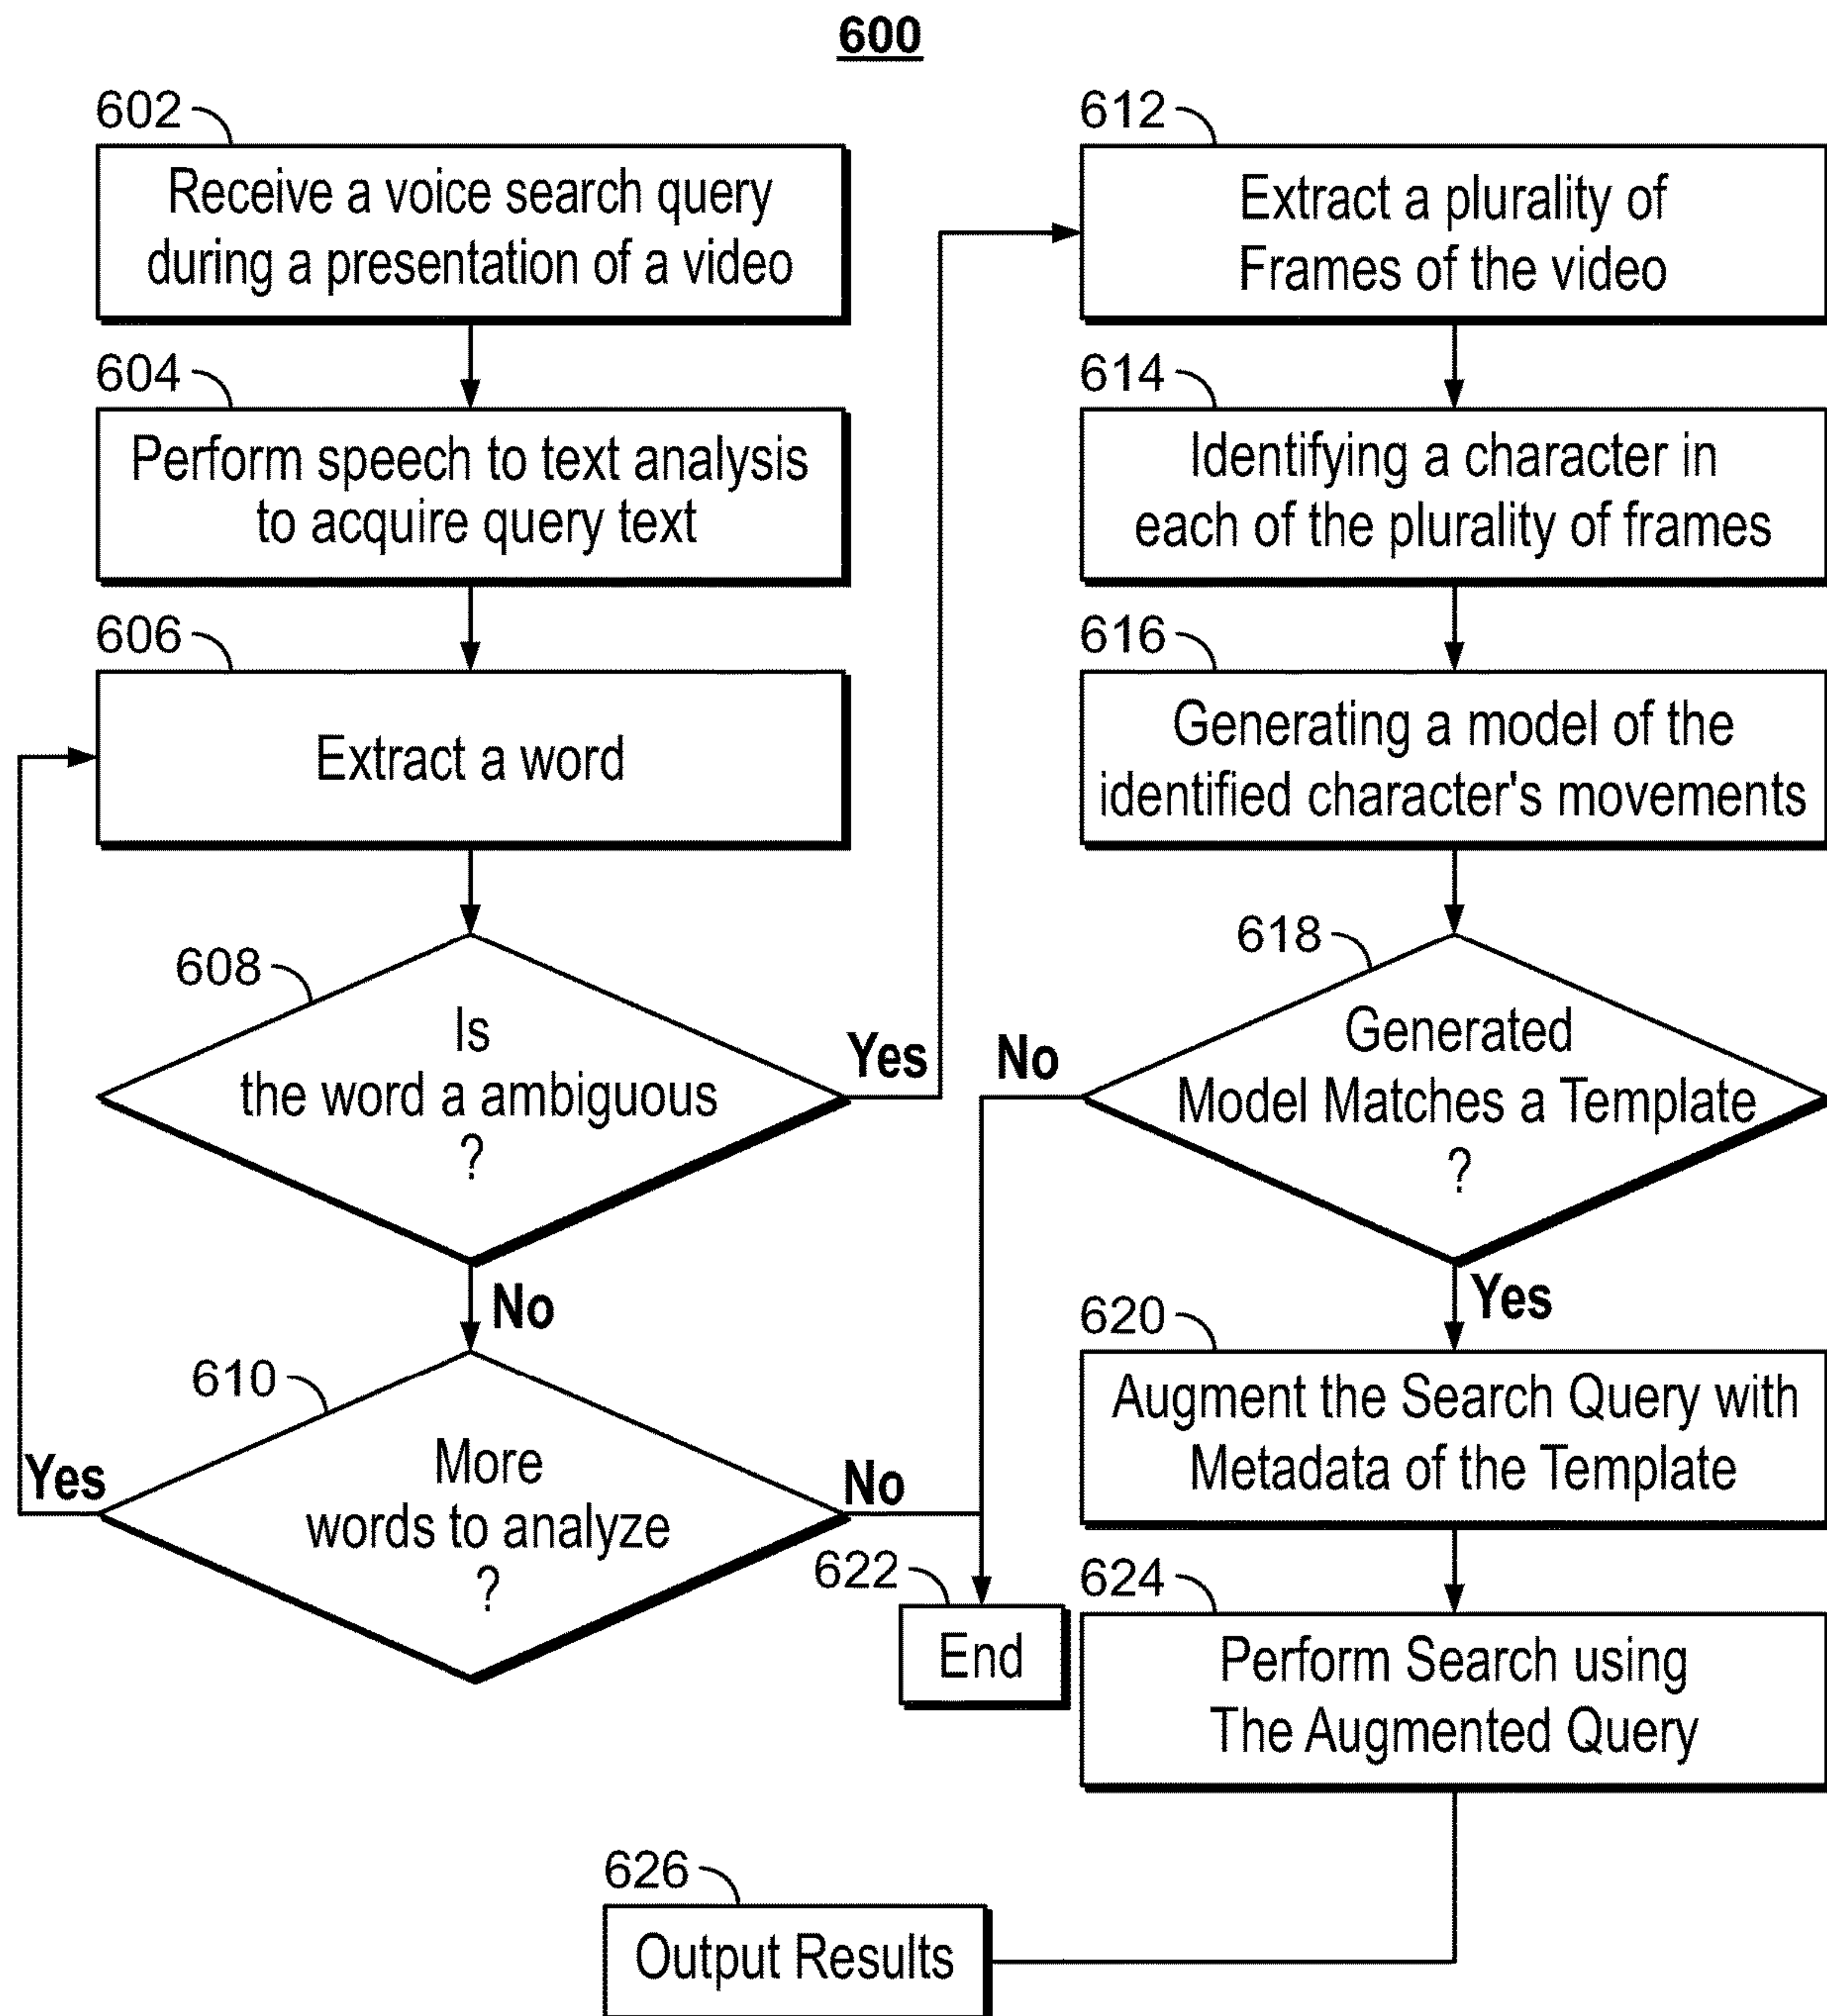 600
602
Receive a voice search query
during a presentation of a video
604
Perform speech to text analysis
to acquire query text
606
Extract a word
608
Is
the word a ambiguous
?
Yes
No
610
More
words to analyze
?
Yes
No
612
Extract a plurality of
Frames of the video
614
Identifying a character in
each of the plurality of frames
616
Generating a model of the
identified character's movements
618
Generated
Model Matches a Template
?
No
Yes
620
Augment the Search Query with
Metadata of the Template
622
End
624
Perform Search using
The Augmented Query
626
Output Results